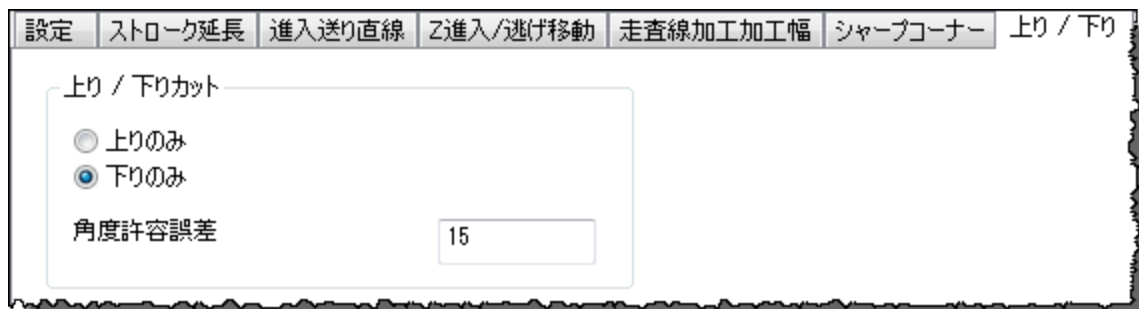 設定 ストローク延長 進入送り直線 Z進入/逃げ移動 走査線加工加工幅 シャープコーナー 上り / 下り
上り / 下りカット
上りのみ
下りのみ
角度許容誤差 15